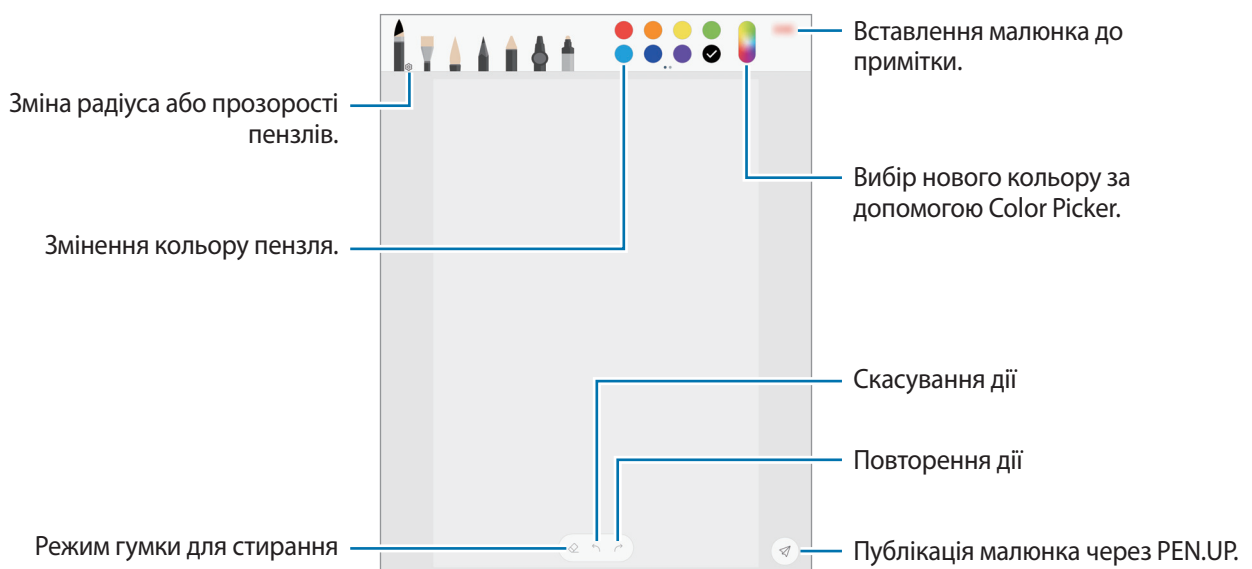 Вставлення малюнка до
примітки.
Зміна радіуса або прозорості
пензлів.
Вибір нового кольору за
допомогою Color Picker.
Змінення кольору пензля.
Скасування дії
Повторення дії
Режим гумки для стирання
Публікація малюнка через PEN.UP.